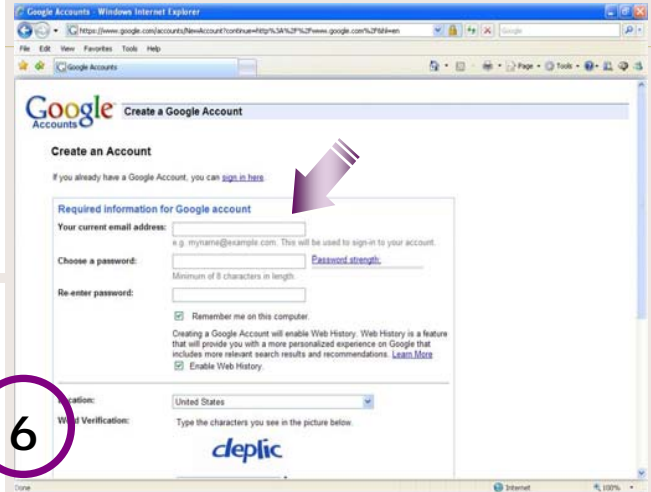 Google Accounts - Windows Internet Explorer
https://www.google.com/accounts/NewAccount?continue=http%3A%2F%2Fwww.google.com%2F&hl=en
Google
File Edit View Favorites Tools Help
Google Accounts
Page Tools
Google Accounts
Create a Google Account
Create an Account
If you already have a Google Account, you can sign in here.
Required information for Google account
Your current email address:
e.g. myname@example.com. This will be used to sign-in to your account.
Choose a password:
Password strength:
Minimum of 8 characters in length.
Re-enter password:
Remember me on this computer.
Creating a Google Account will enable Web History. Web History is a feature
that will provide you with a more personalized experience on Google that
includes more relevant search results and recommendations. Learn More
Enable Web History.
Location:
United States
6
Word Verification:
Type the characters you see in the picture below.
cleplic
Done
Internet
100%